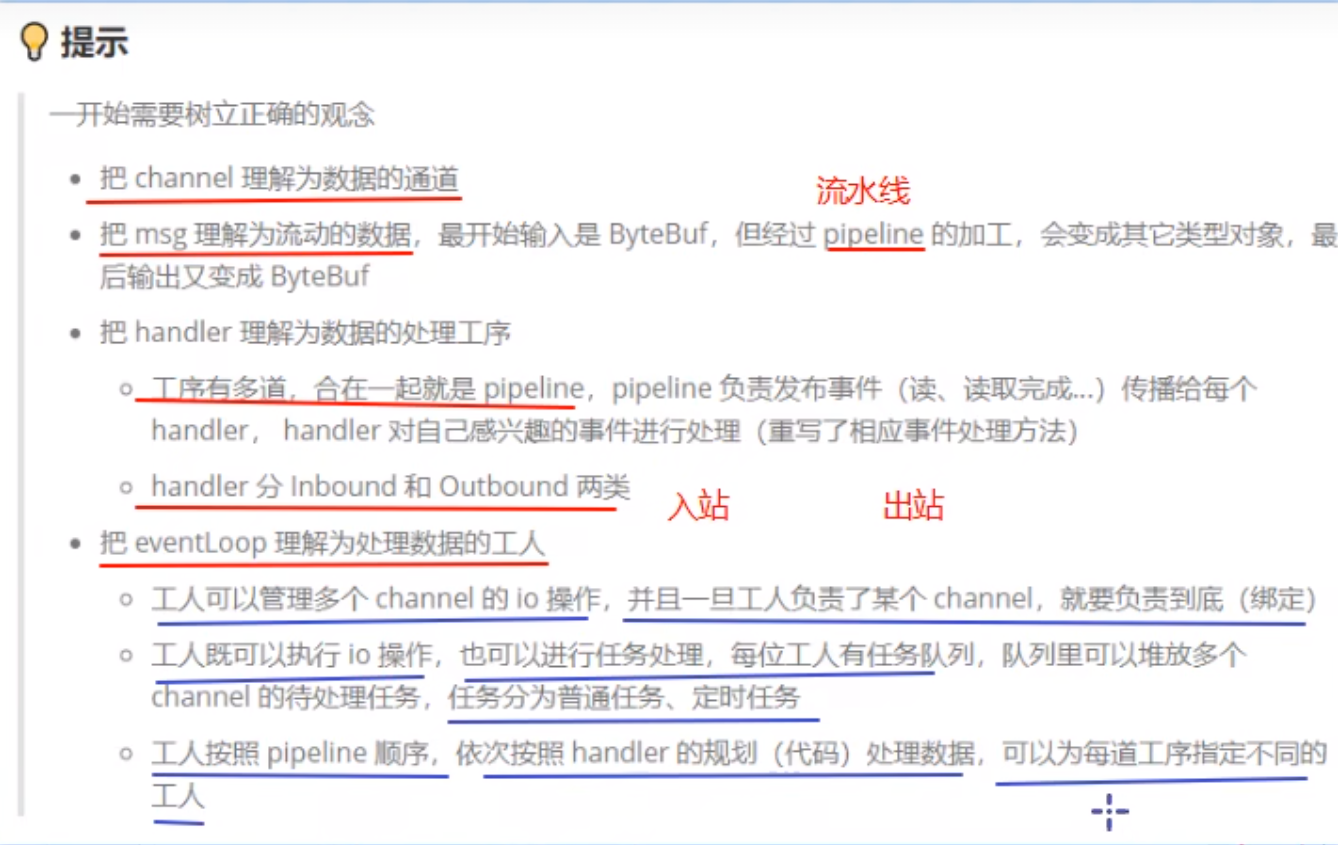 提示
一开始需要树立正确的观念
把 channel 理解为数据的通道
流水线
把 msg 理解为流动的数据，最开始输入是 ByteBuf，但经过 pipeline 的加工，会变成其它类型对象，最
后输出又变成 ByteBuf
把 handler 理解为数据的处理工序
工序有多道，合在一起就是 pipeline，pipeline 负责发布事件（读、读取完成...）传播给每个
handler， handler 对自己感兴趣的事件进行处理（重写了相应事件处理方法）
handler 分 Inbound 和 Outbound 两类
入站 出站
把 eventLoop 理解为处理数据的工人
工人可以管理多个 channel 的 io 操作，并且一旦工人负责了某个 channel，就要负责到底（绑定）
工人既可以执行 io 操作，也可以进行任务处理，每位工人有任务队列，队列里可以堆放多个
channel 的待处理任务，任务分为普通任务、定时任务
工人按照 pipeline 顺序，依次按照 handler 的规划（代码）处理数据，可以为每道工序指定不同的
工人